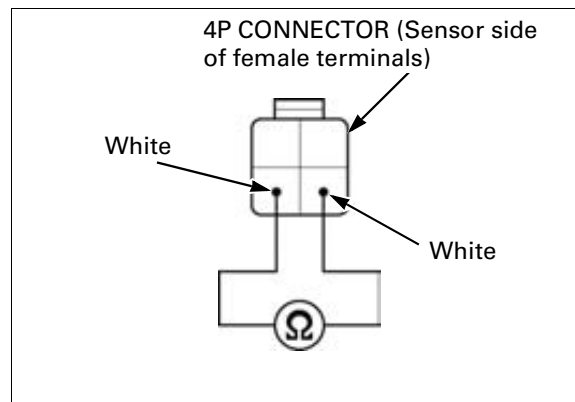 4P CONNECTOR (Sensor side
of female terminals)
White
White
Ω